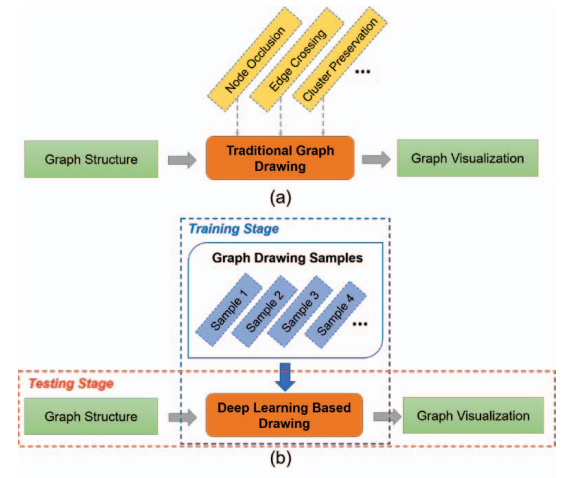 Node Occlusion
Edge Crossing
Cluster Preservation
...
Graph Structure
Traditional Graph
Drawing
Graph Visualization
(a)
Training Stage
Graph Drawing Samples
Sample 1
Sample 2
Sample 3
Sample 4
...
Testing Stage
Graph Structure
Deep Learning Based
Drawing
Graph Visualization
(b)